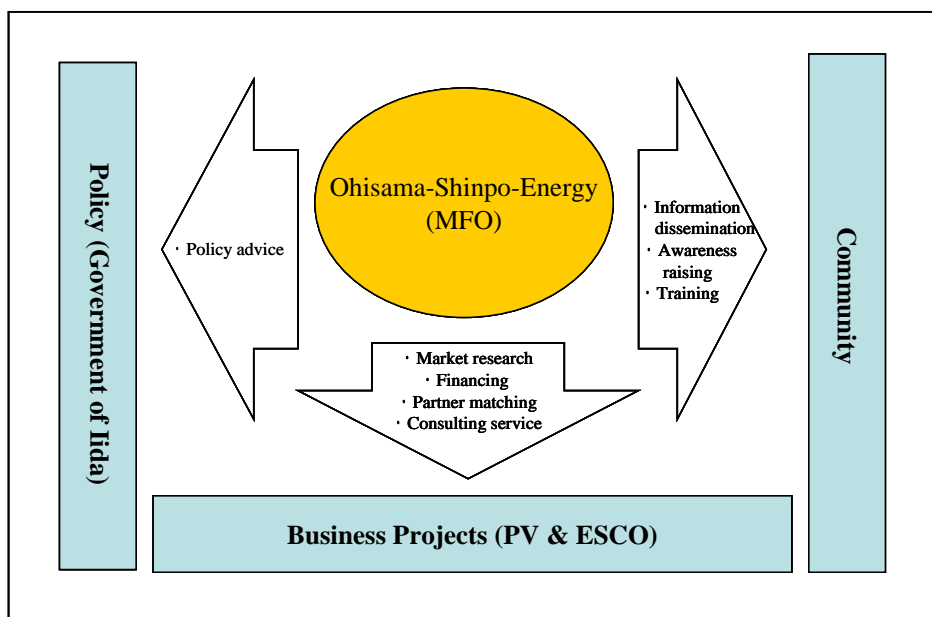 Policy (Government of Iida)
· Policy advice
Ohisama-Shinpo-Energy
(MFO)
· Information
dissemination
· Awareness
raising
· Training
Community
· Market research
· Financing
· Partner matching
· Consulting service
Business Projects (PV & ESCO)